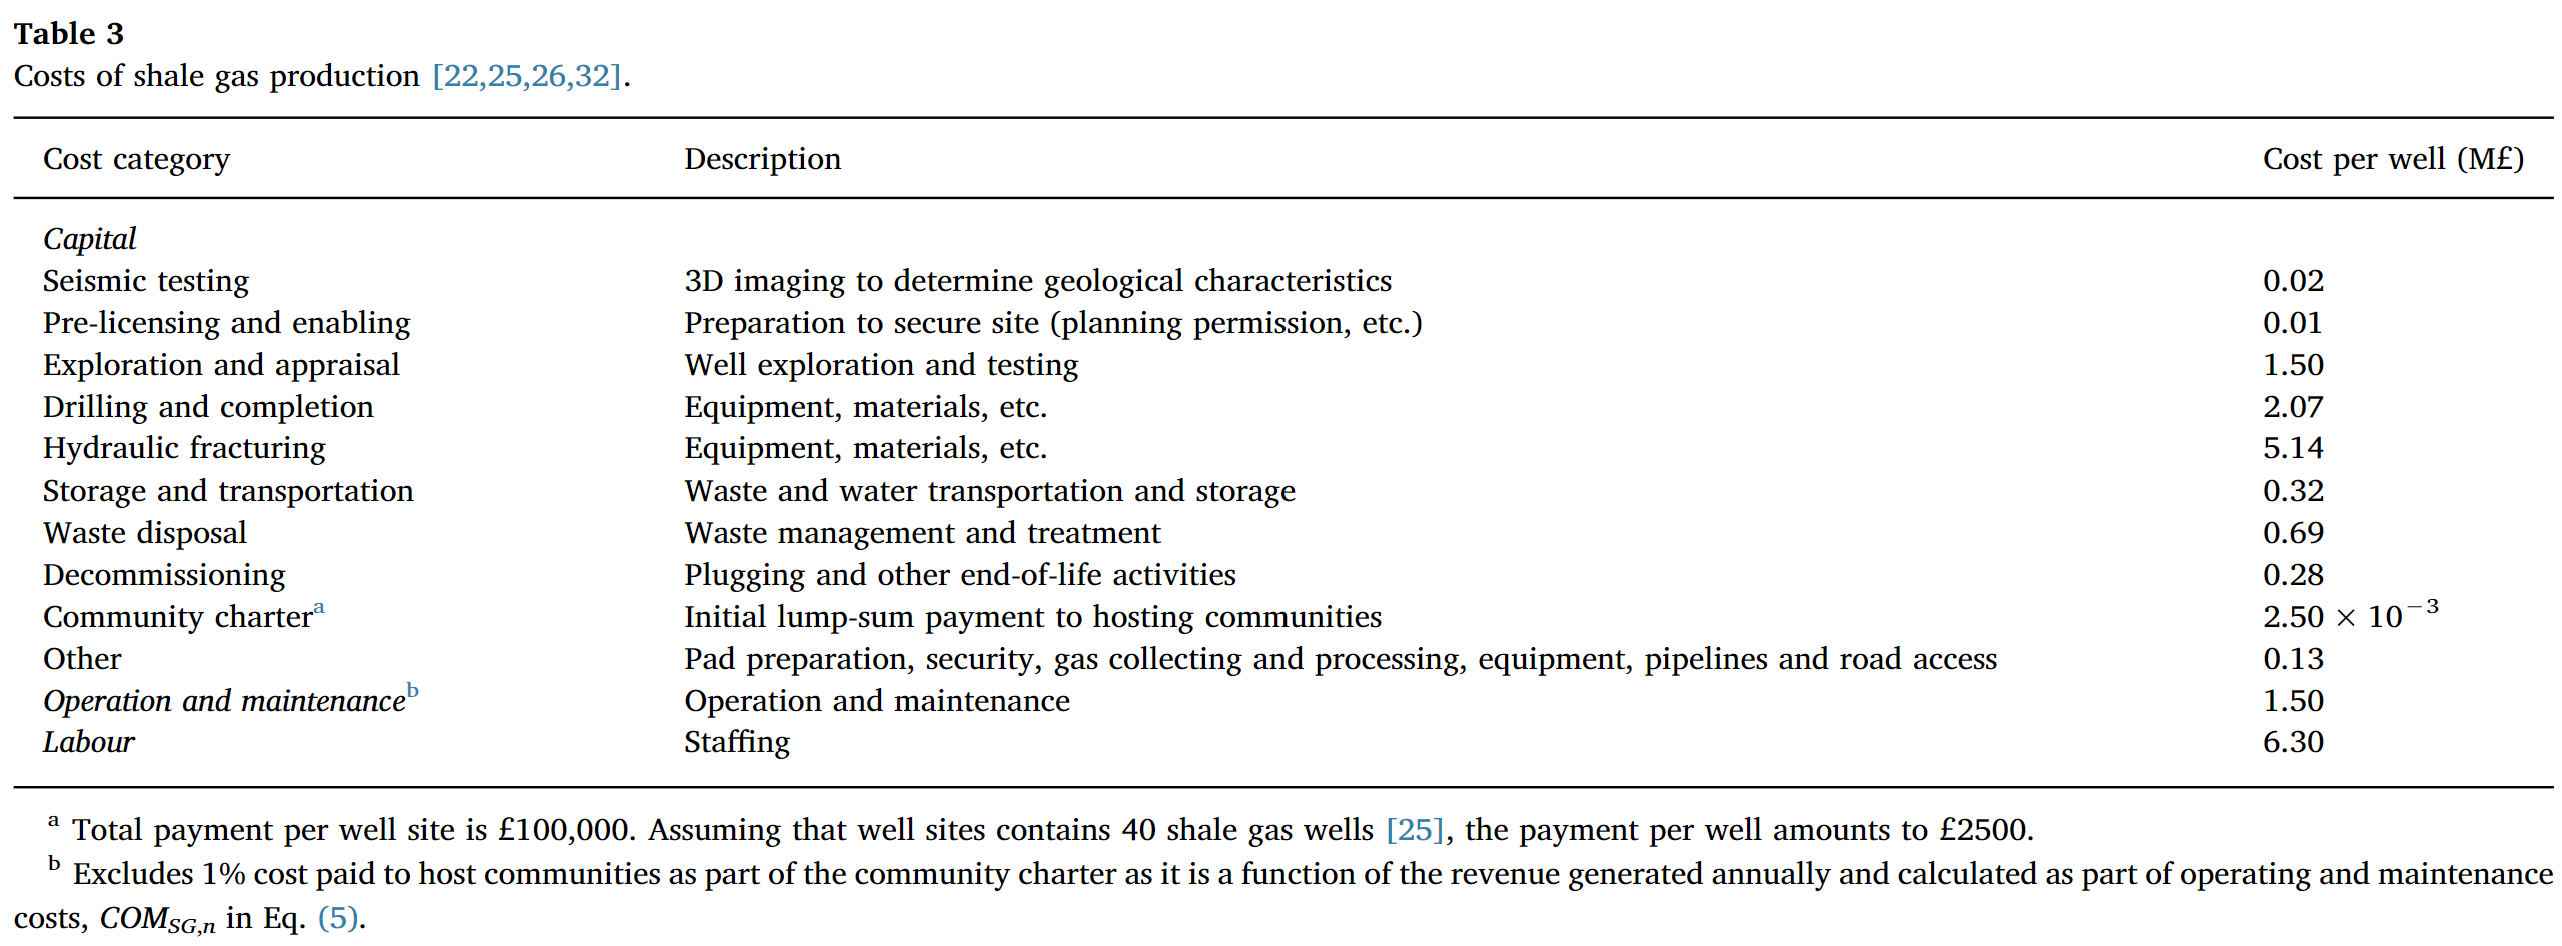 Table 3
Costs of shale gas production [22,25,26,32].
Cost category Description Cost per well (M£)
Capital
Seismic testing 3D imaging to determine geological characteristics 0.02
Pre-licensing and enabling Preparation to secure site (planning permission, etc.) 0.01
Exploration and appraisal Well exploration and testing 1.50
Drilling and completion Equipment, materials, etc. 2.07
Hydraulic fracturing Equipment, materials, etc. 5.14
Storage and transportation Waste and water transportation and storage 0.32
Waste disposal Waste management and treatment 0.69
Decommissioning Plugging and other end-of-life activities 0.28
Community charter^a Initial lump-sum payment to hosting communities 2.50 × 10^−3
Other Pad preparation, security, gas collecting and processing, equipment, pipelines and road access 0.13
Operation and maintenance^b Operation and maintenance 1.50
Labour Staffing 6.30
^a Total payment per well site is £100,000. Assuming that well sites contains 40 shale gas wells [25], the payment per well amounts to £2500.
^b Excludes 1% cost paid to host communities as part of the community charter as it is a function of the revenue generated annually and calculated as part of operating and maintenance
costs, COM_SG,n in Eq. (5).